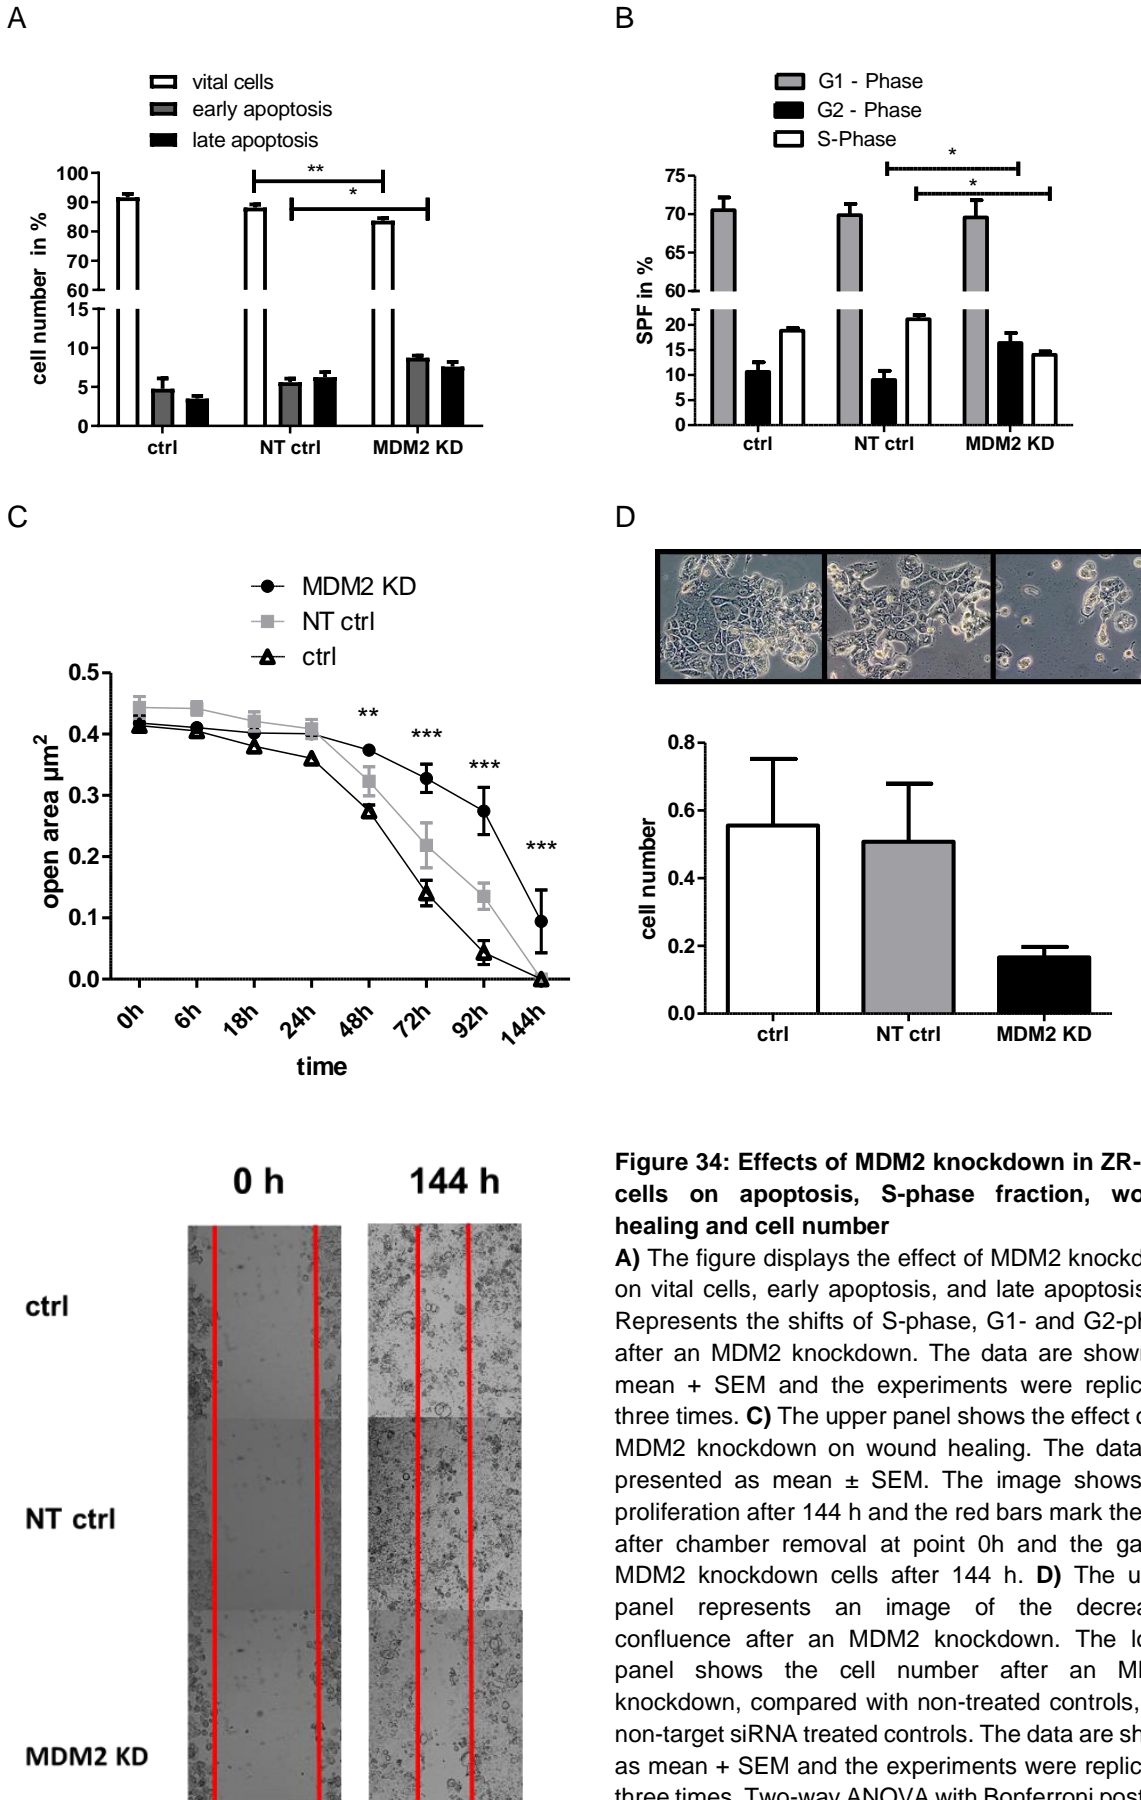 A
vital cells
early apoptosis
late apoptosis
**
*
100
90
80
70
60
15
10
5
0
cell number in %
ctrl
NT ctrl
MDM2 KD
B
G1 - Phase
G2 - Phase
S-Phase
*
*
75
70
65
60
20
15
10
5
0
SPF in %
ctrl
NT ctrl
MDM2 KD
C
MDM2 KD
NT ctrl
ctrl
0.5
0.4
0.3
0.2
0.1
0.0
open area µm²
**
***
***
***
0h
6h
18h
24h
48h
72h
92h
144h
time
D
0.8
0.6
0.4
0.2
0.0
cell number
ctrl
NT ctrl
MDM2 KD
0 h
144 h
ctrl
NT ctrl
MDM2 KD
Figure 34: Effects of MDM2 knockdown in ZR-
cells on apoptosis, S-phase fraction, wo
healing and cell number
A) The figure displays the effect of MDM2 knockd
on vital cells, early apoptosis, and late apoptosis
Represents the shifts of S-phase, G1- and G2-ph
after an MDM2 knockdown. The data are shown
mean + SEM and the experiments were replic
three times. C) The upper panel shows the effect o
MDM2 knockdown on wound healing. The data
presented as mean ± SEM. The image shows
proliferation after 144 h and the red bars mark the
after chamber removal at point 0h and the ga
MDM2 knockdown cells after 144 h. D) The u
panel represents an image of the decrea
confluence after an MDM2 knockdown. The lo
panel shows the cell number after an M
knockdown, compared with non-treated controls,
non-target siRNA treated controls. The data are sh
as mean + SEM and the experiments were replic
three times. Two-way ANOVA with Bonferroni post